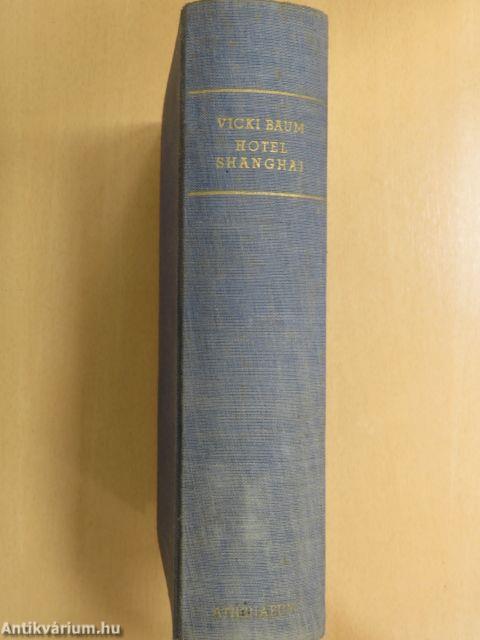 VICKI BAUM
HOTEL
SHANGHAI
ATHENAEUM
Antikvárium.hu